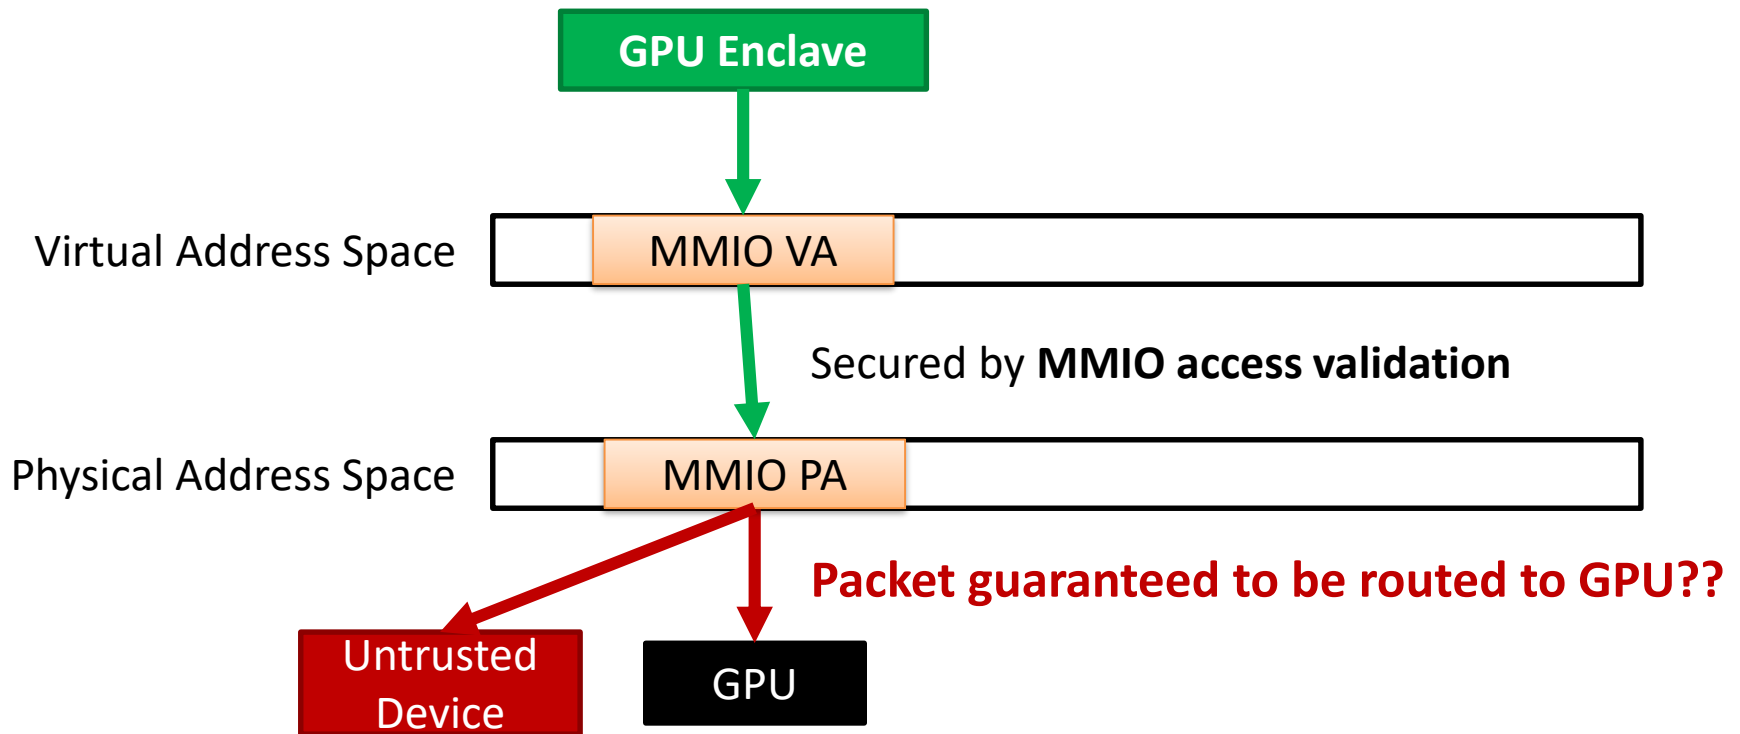 GPU Enclave
Virtual Address Space
MMIO VA
Secured by MMIO access validation
Physical Address Space
MMIO PA
Packet guaranteed to be routed to GPU??
Untrusted
Device
GPU